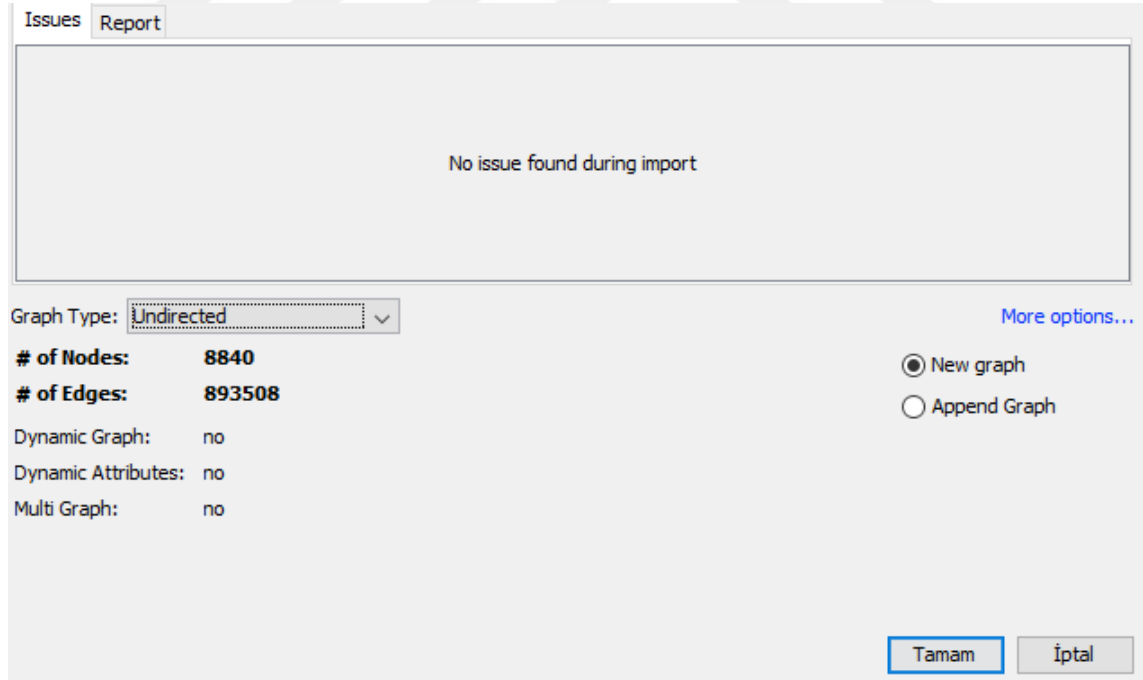 Issues Report
No issue found during import
Graph Type: Undirected More options...
# of Nodes: 8840 New graph
# of Edges: 893508 Append Graph
Dynamic Graph: no
Dynamic Attributes: no
Multi Graph: no
Tamam İptal